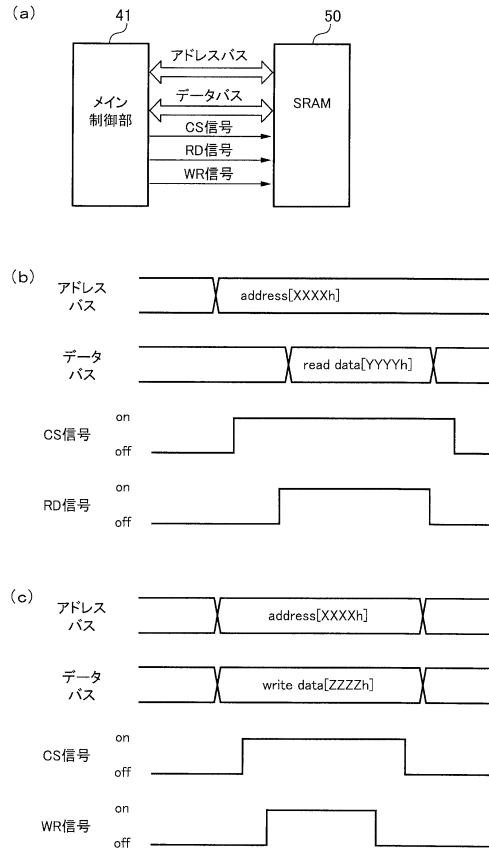 (a)
41
50
メイン
制御部
アドレスバス
データバス
CS信号
RD信号
WR信号
SRAM
(b)
アドレス
バス
address[XXXXh]
データ
バス
read data[YYYYh]
CS信号
on
off
RD信号
on
off
(c)
アドレス
バス
address[XXXXh]
データ
バス
write data[ZZZZh]
CS信号
on
off
WR信号
on
off